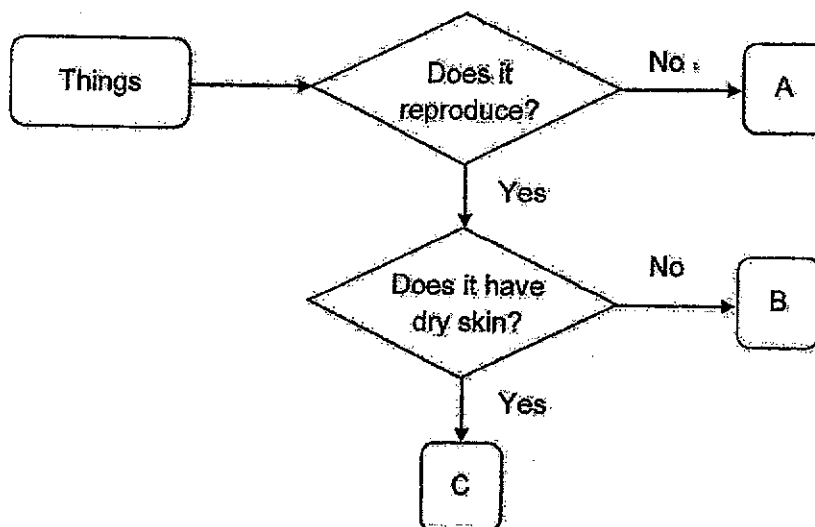 Things
Does it
reproduce?
No
A
Yes
Does it have
dry skin?
No
B
Yes
C